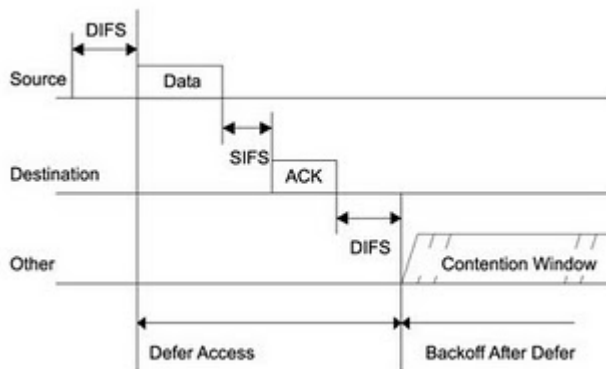 DIFS
Source
Data
SIFS
Destination
ACK
DIFS
Other
Contention Window
Defer Access
Backoff After Defer